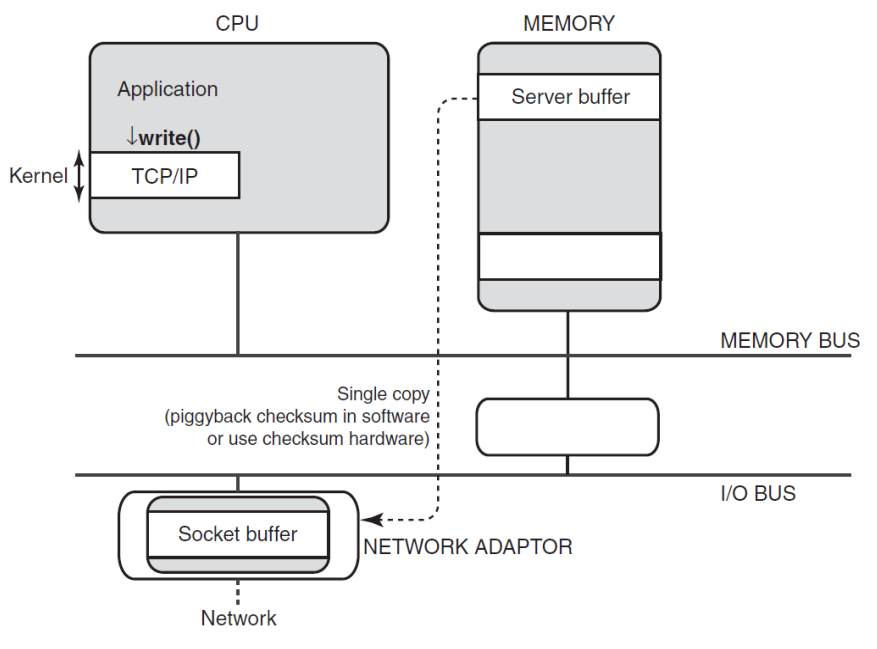 CPU
MEMORY
Application
Server buffer
↓write()
Kernel
TCP/IP
MEMORY BUS
Single copy
(piggyback checksum in software
or use checksum hardware)
I/O BUS
Socket buffer
NETWORK ADAPTOR
Network